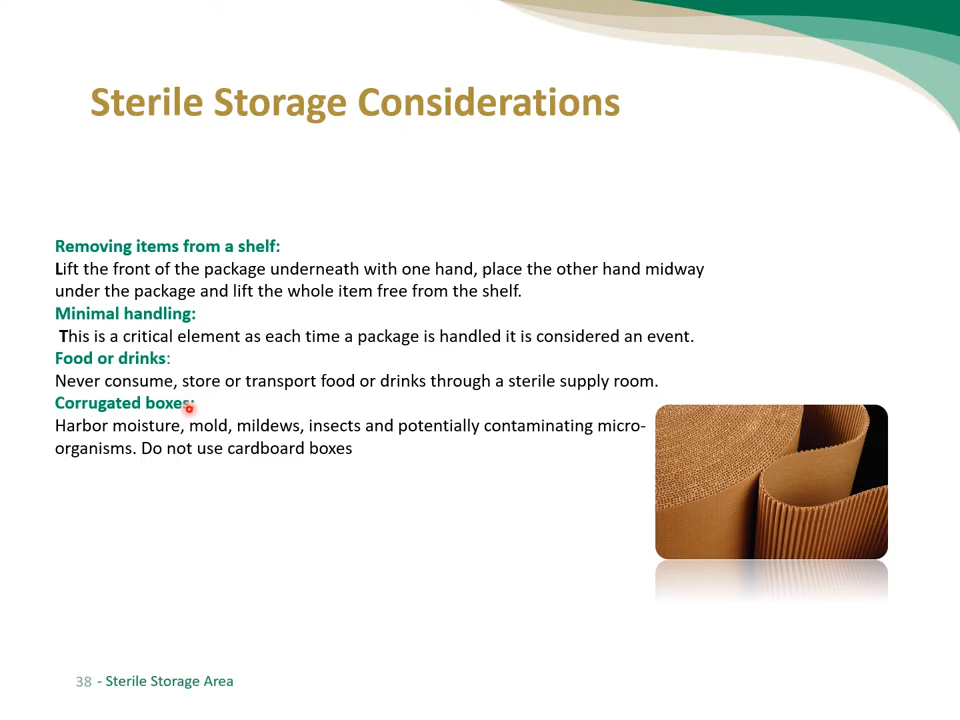 Sterile Storage Considerations
Removing items from a shelf:
Lift the front of the package underneath with one hand, place the other hand midway
under the package and lift the whole item free from the shelf.
Minimal handling:
This is a critical element as each time a package is handled it is considered an event.
Food or drinks:
Never consume, store or transport food or drinks through a sterile supply room.
Corrugated boxes:
Harbor moisture, mold, mildews, insects and potentially contaminating micro-
organisms. Do not use cardboard boxes
38 - Sterile Storage Area